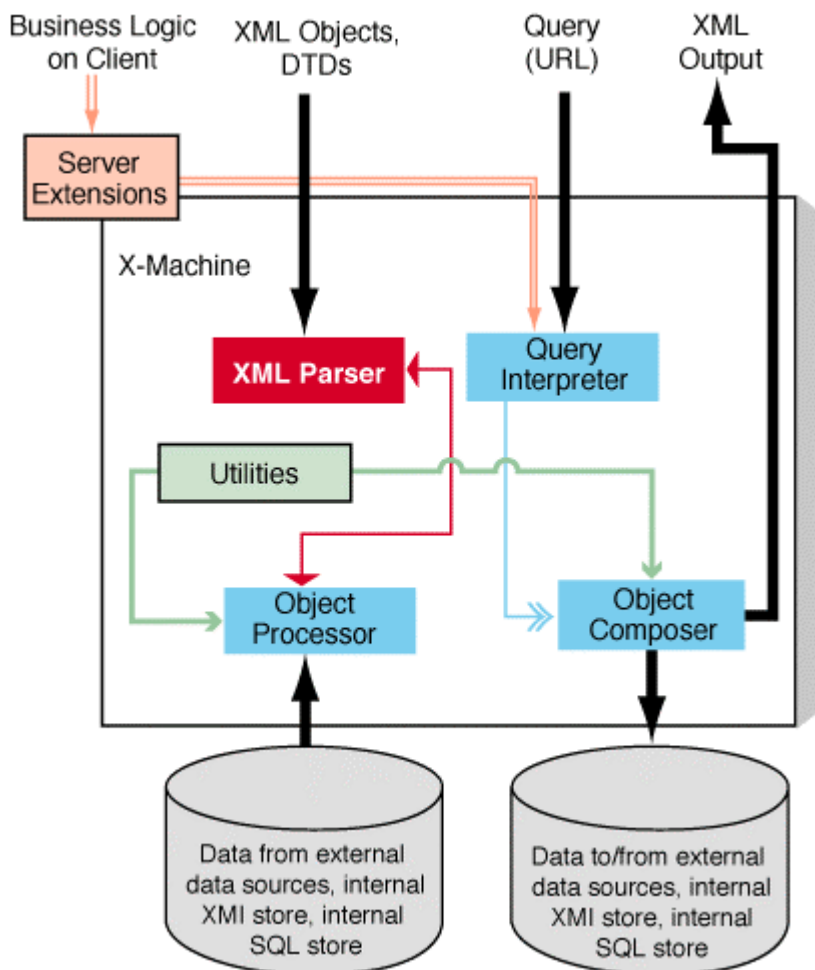 Business Logic
on Client
XML Objects,
DTDs
Query
(URL)
XML
Output
Server
Extensions
X-Machine
XML Parser
Query
Interpreter
Utilities
Object
Processor
Object
Composer
Data from external
data sources, internal
XMI store, internal
SQL store
Data to/from external
data sources, internal
XMI store, internal
SQL store